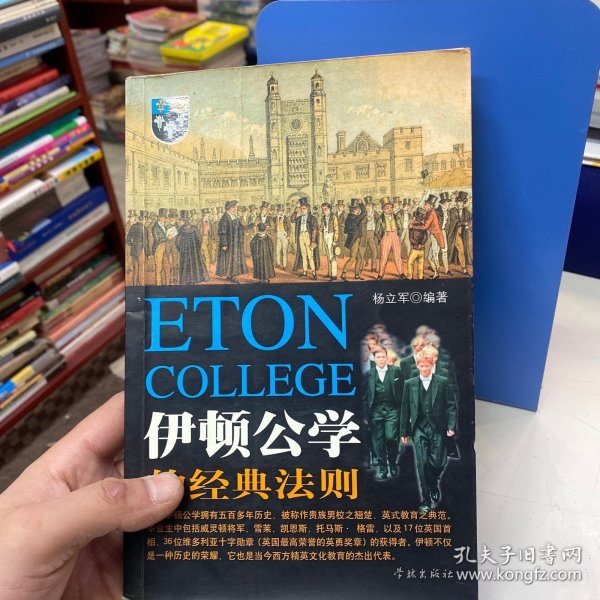 杨立军◎编著
ETON
COLLEGE
伊顿公学
经典法则
顿公学拥有五百多年历史，被称作贵族男校之翘楚、英式教育之典范。
业生中包括威灵顿将军、雪莱、凯恩斯、托马斯·格雷，以及17位英国首
相、36位维多利亚十字勋章（英国最高荣誉的英勇奖章）的获得者。伊顿不仅
是一种历史的荣耀，它也是当今西方精英文化教育的杰出代表。
学林出版社
孔夫子旧书网
www.kongfz.com